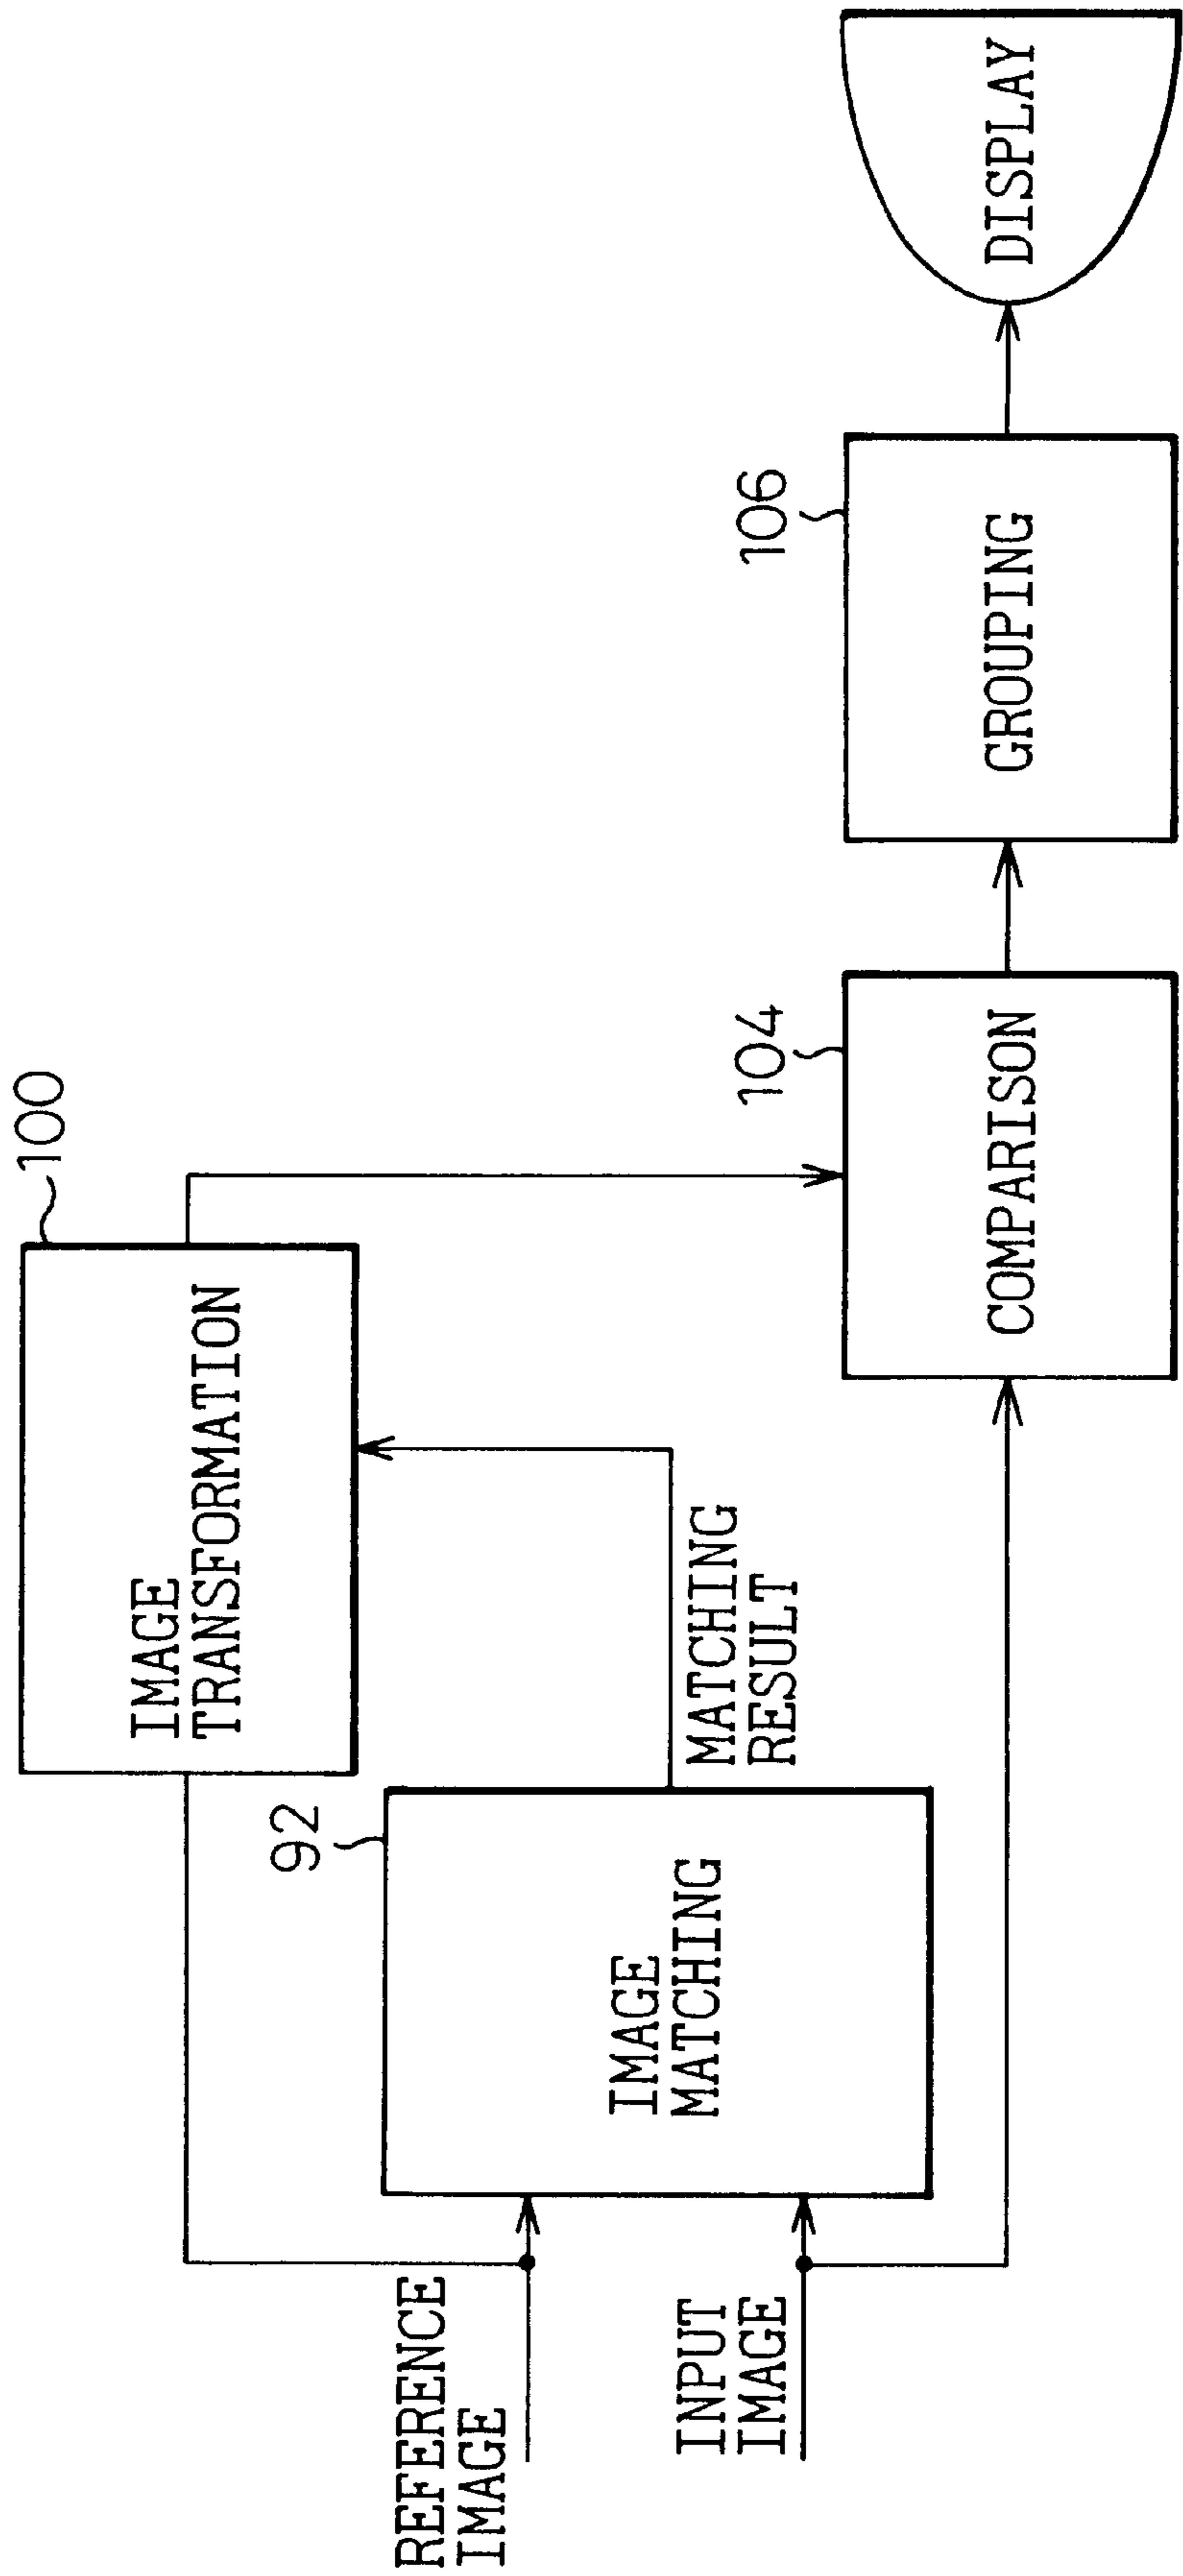 100
IMAGE
TRANSFORMATION
92
IMAGE
MATCHING
REFERENCE
IMAGE
INPUT
IMAGE
MATCHING
RESULT
104
COMPARISON
106
GROUPING
DISPLAY